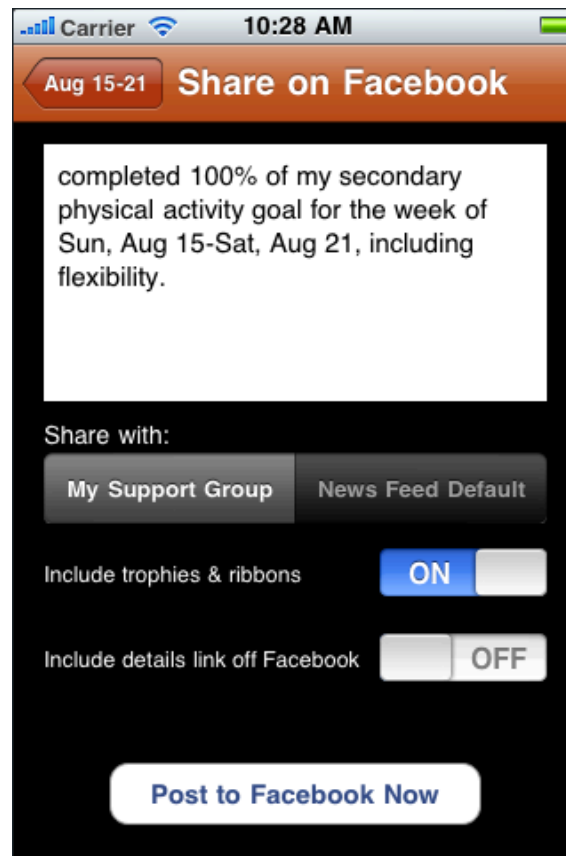 Carrier 10:28 AM
Aug 15-21 Share on Facebook
completed 100% of my secondary
physical activity goal for the week of
Sun, Aug 15-Sat, Aug 21, including
flexibility.
Share with:
My Support Group News Feed Default
Include trophies & ribbons ON
Include details link off Facebook OFF
Post to Facebook Now